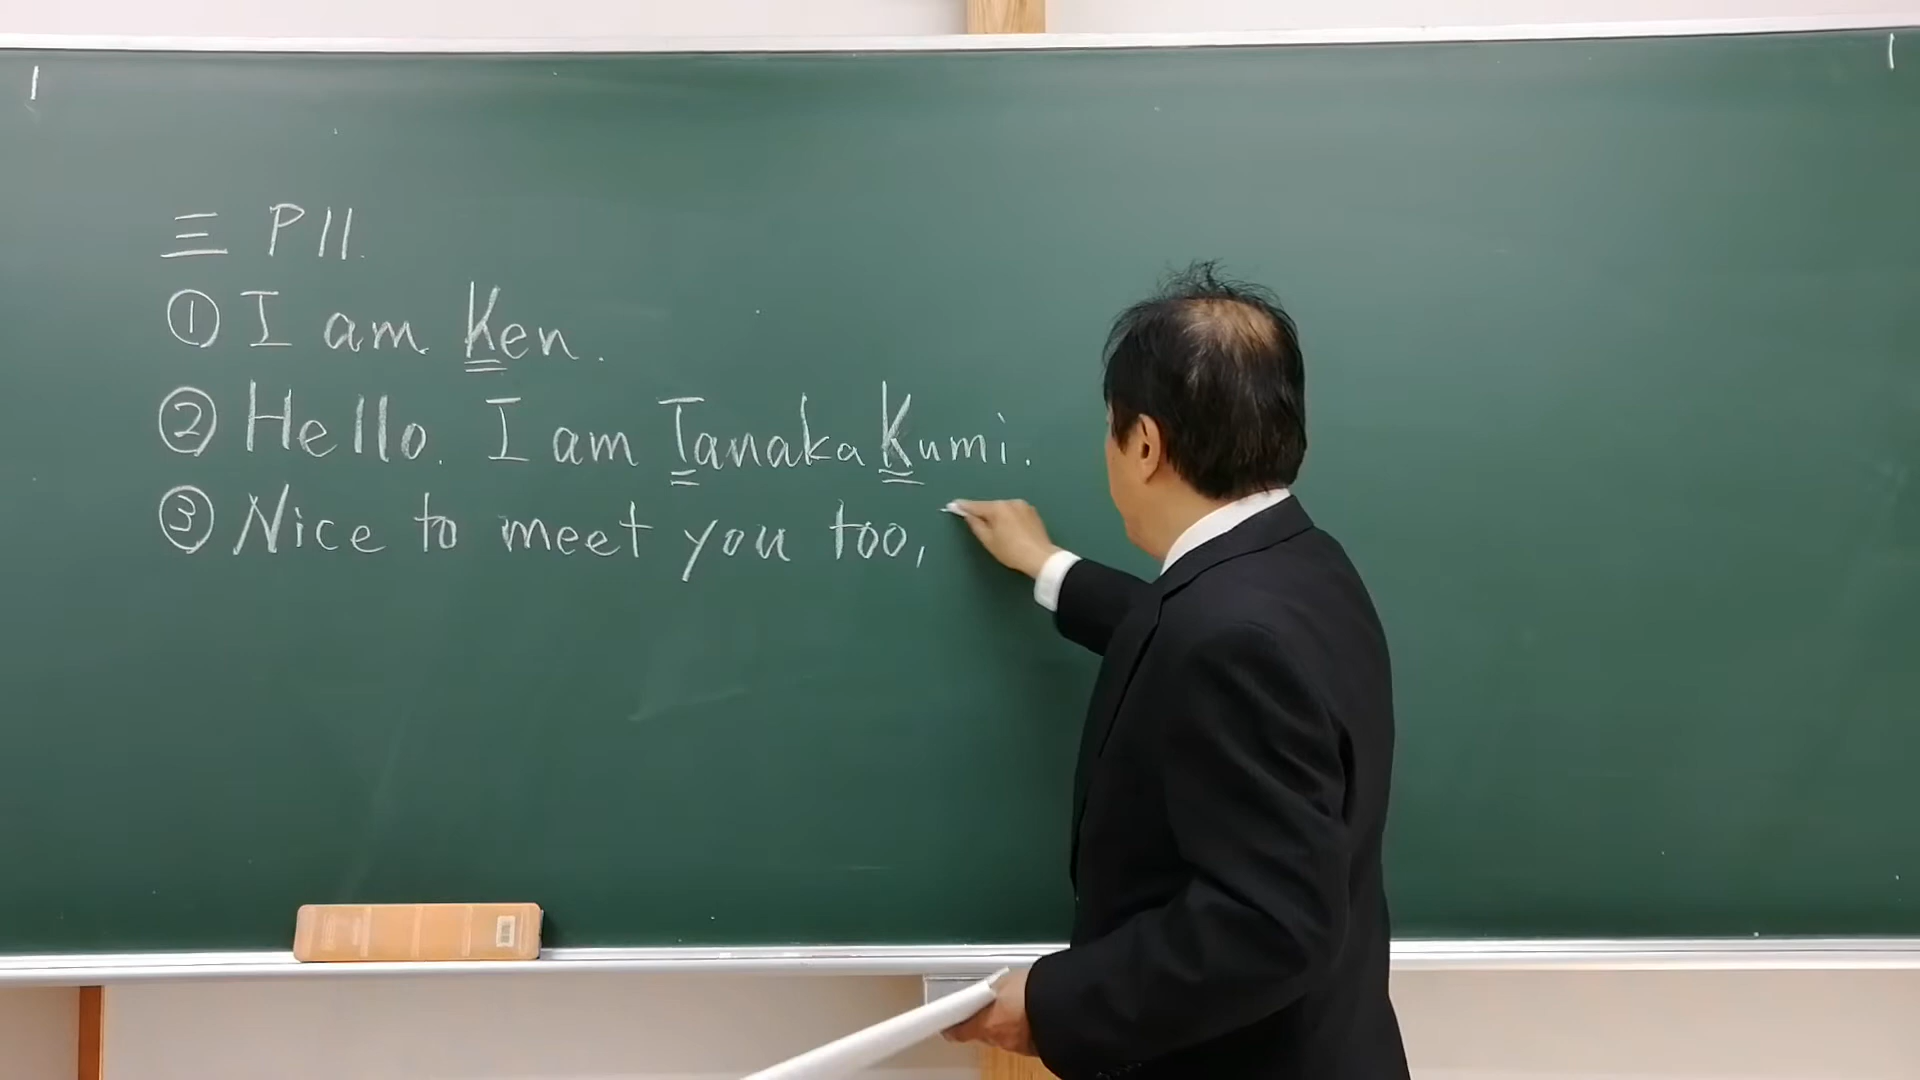 三 P11.
① I am Ken.
② Hello. I am Tanaka Kumi.
③ Nice to meet you too,